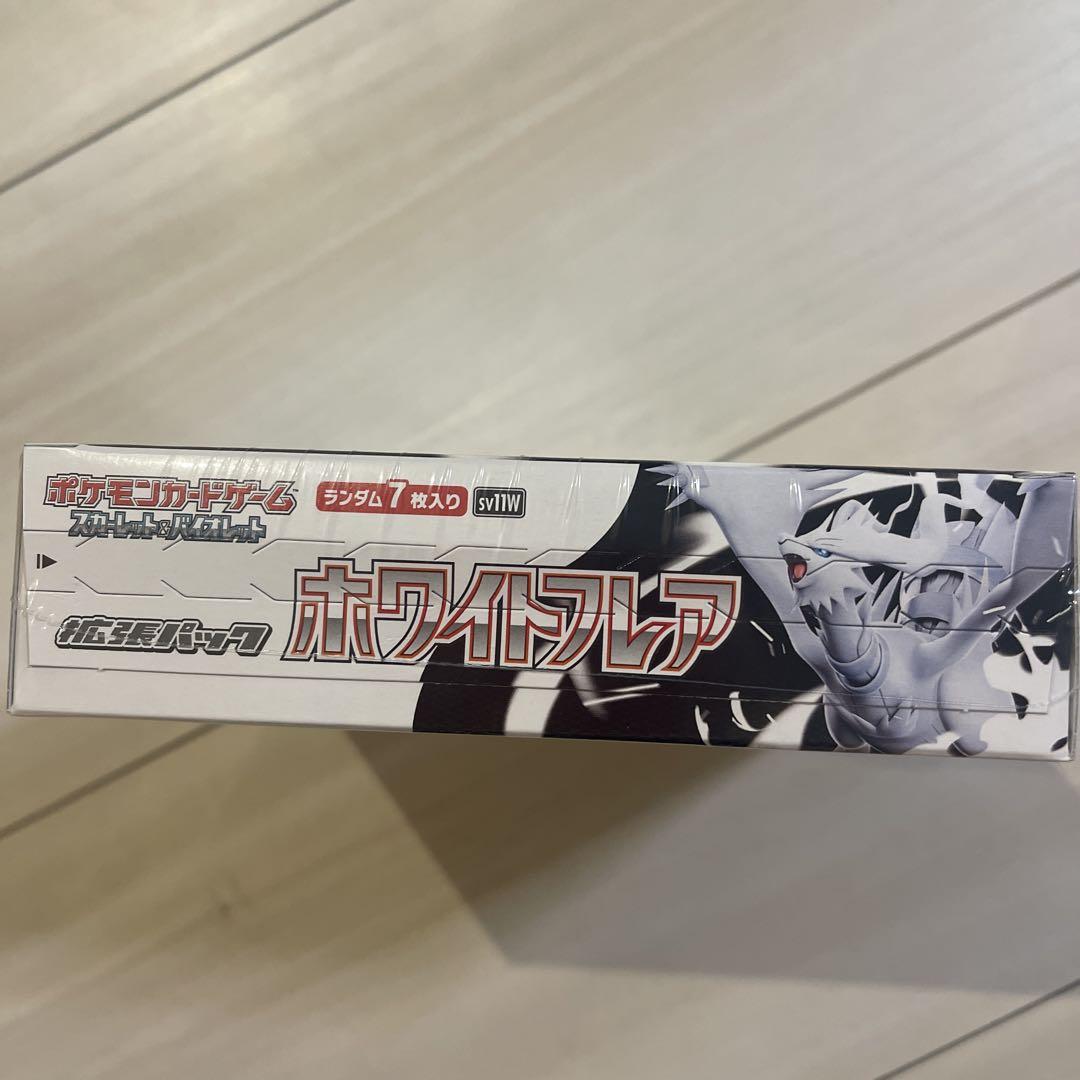 ポケモンカードゲーム
スカーレット&バイオレット
ランダム7枚入り
sv11W
拡張パック
ホワイトフレア